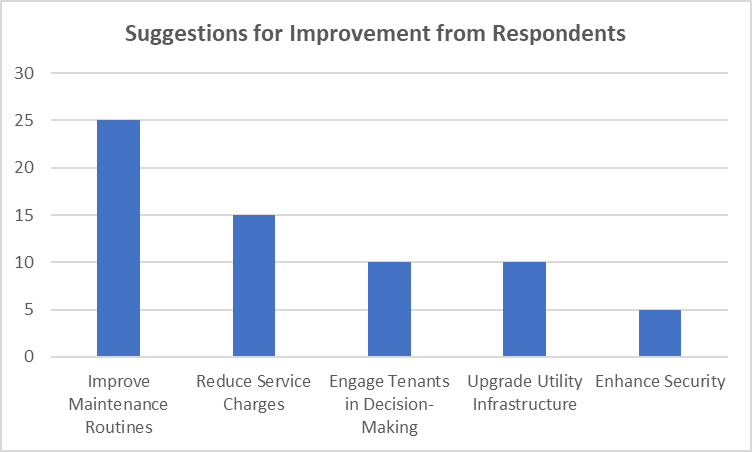 Suggestions for Improvement from Respondents
30
25
20
15
10
5
0
Improve
Maintenance
Routines
Reduce Service
Charges
Engage Tenants
in Decision-
Making
Upgrade Utility
Infrastructure
Enhance Security